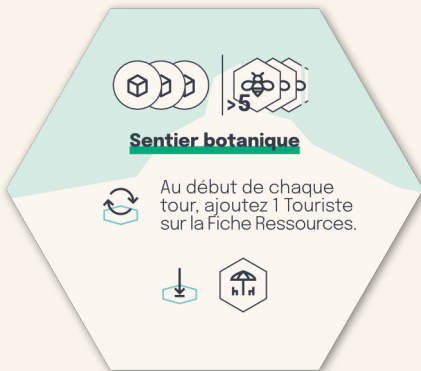 >5
Sentier botanique
Au début de chaque
tour, ajoutez 1 Touriste
sur la Fiche Ressources.